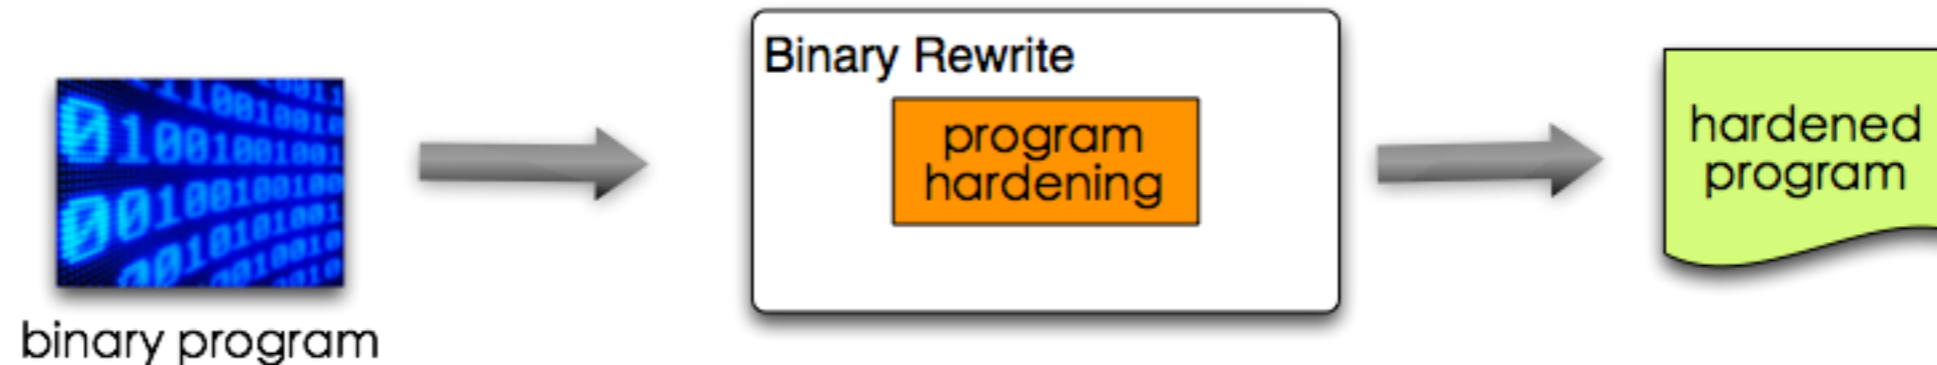 binary program
Binary Rewrite
program
hardening
hardened
program